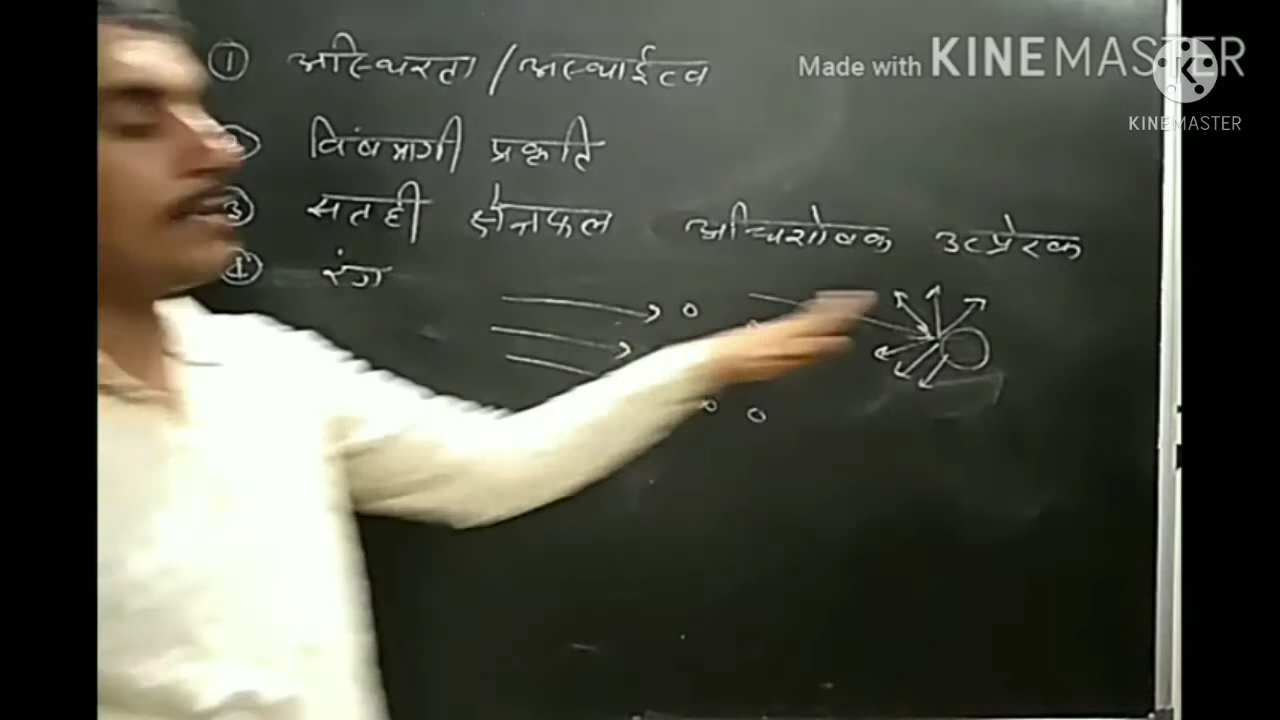 ① अस्थिरता / अस्थाईत्व
Made with KINEMASTER
KINEMASTER
② विषमांगी प्रकृति
③ सतही क्षेत्रफल अधिशोषक उत्प्रेरक
④ रंग